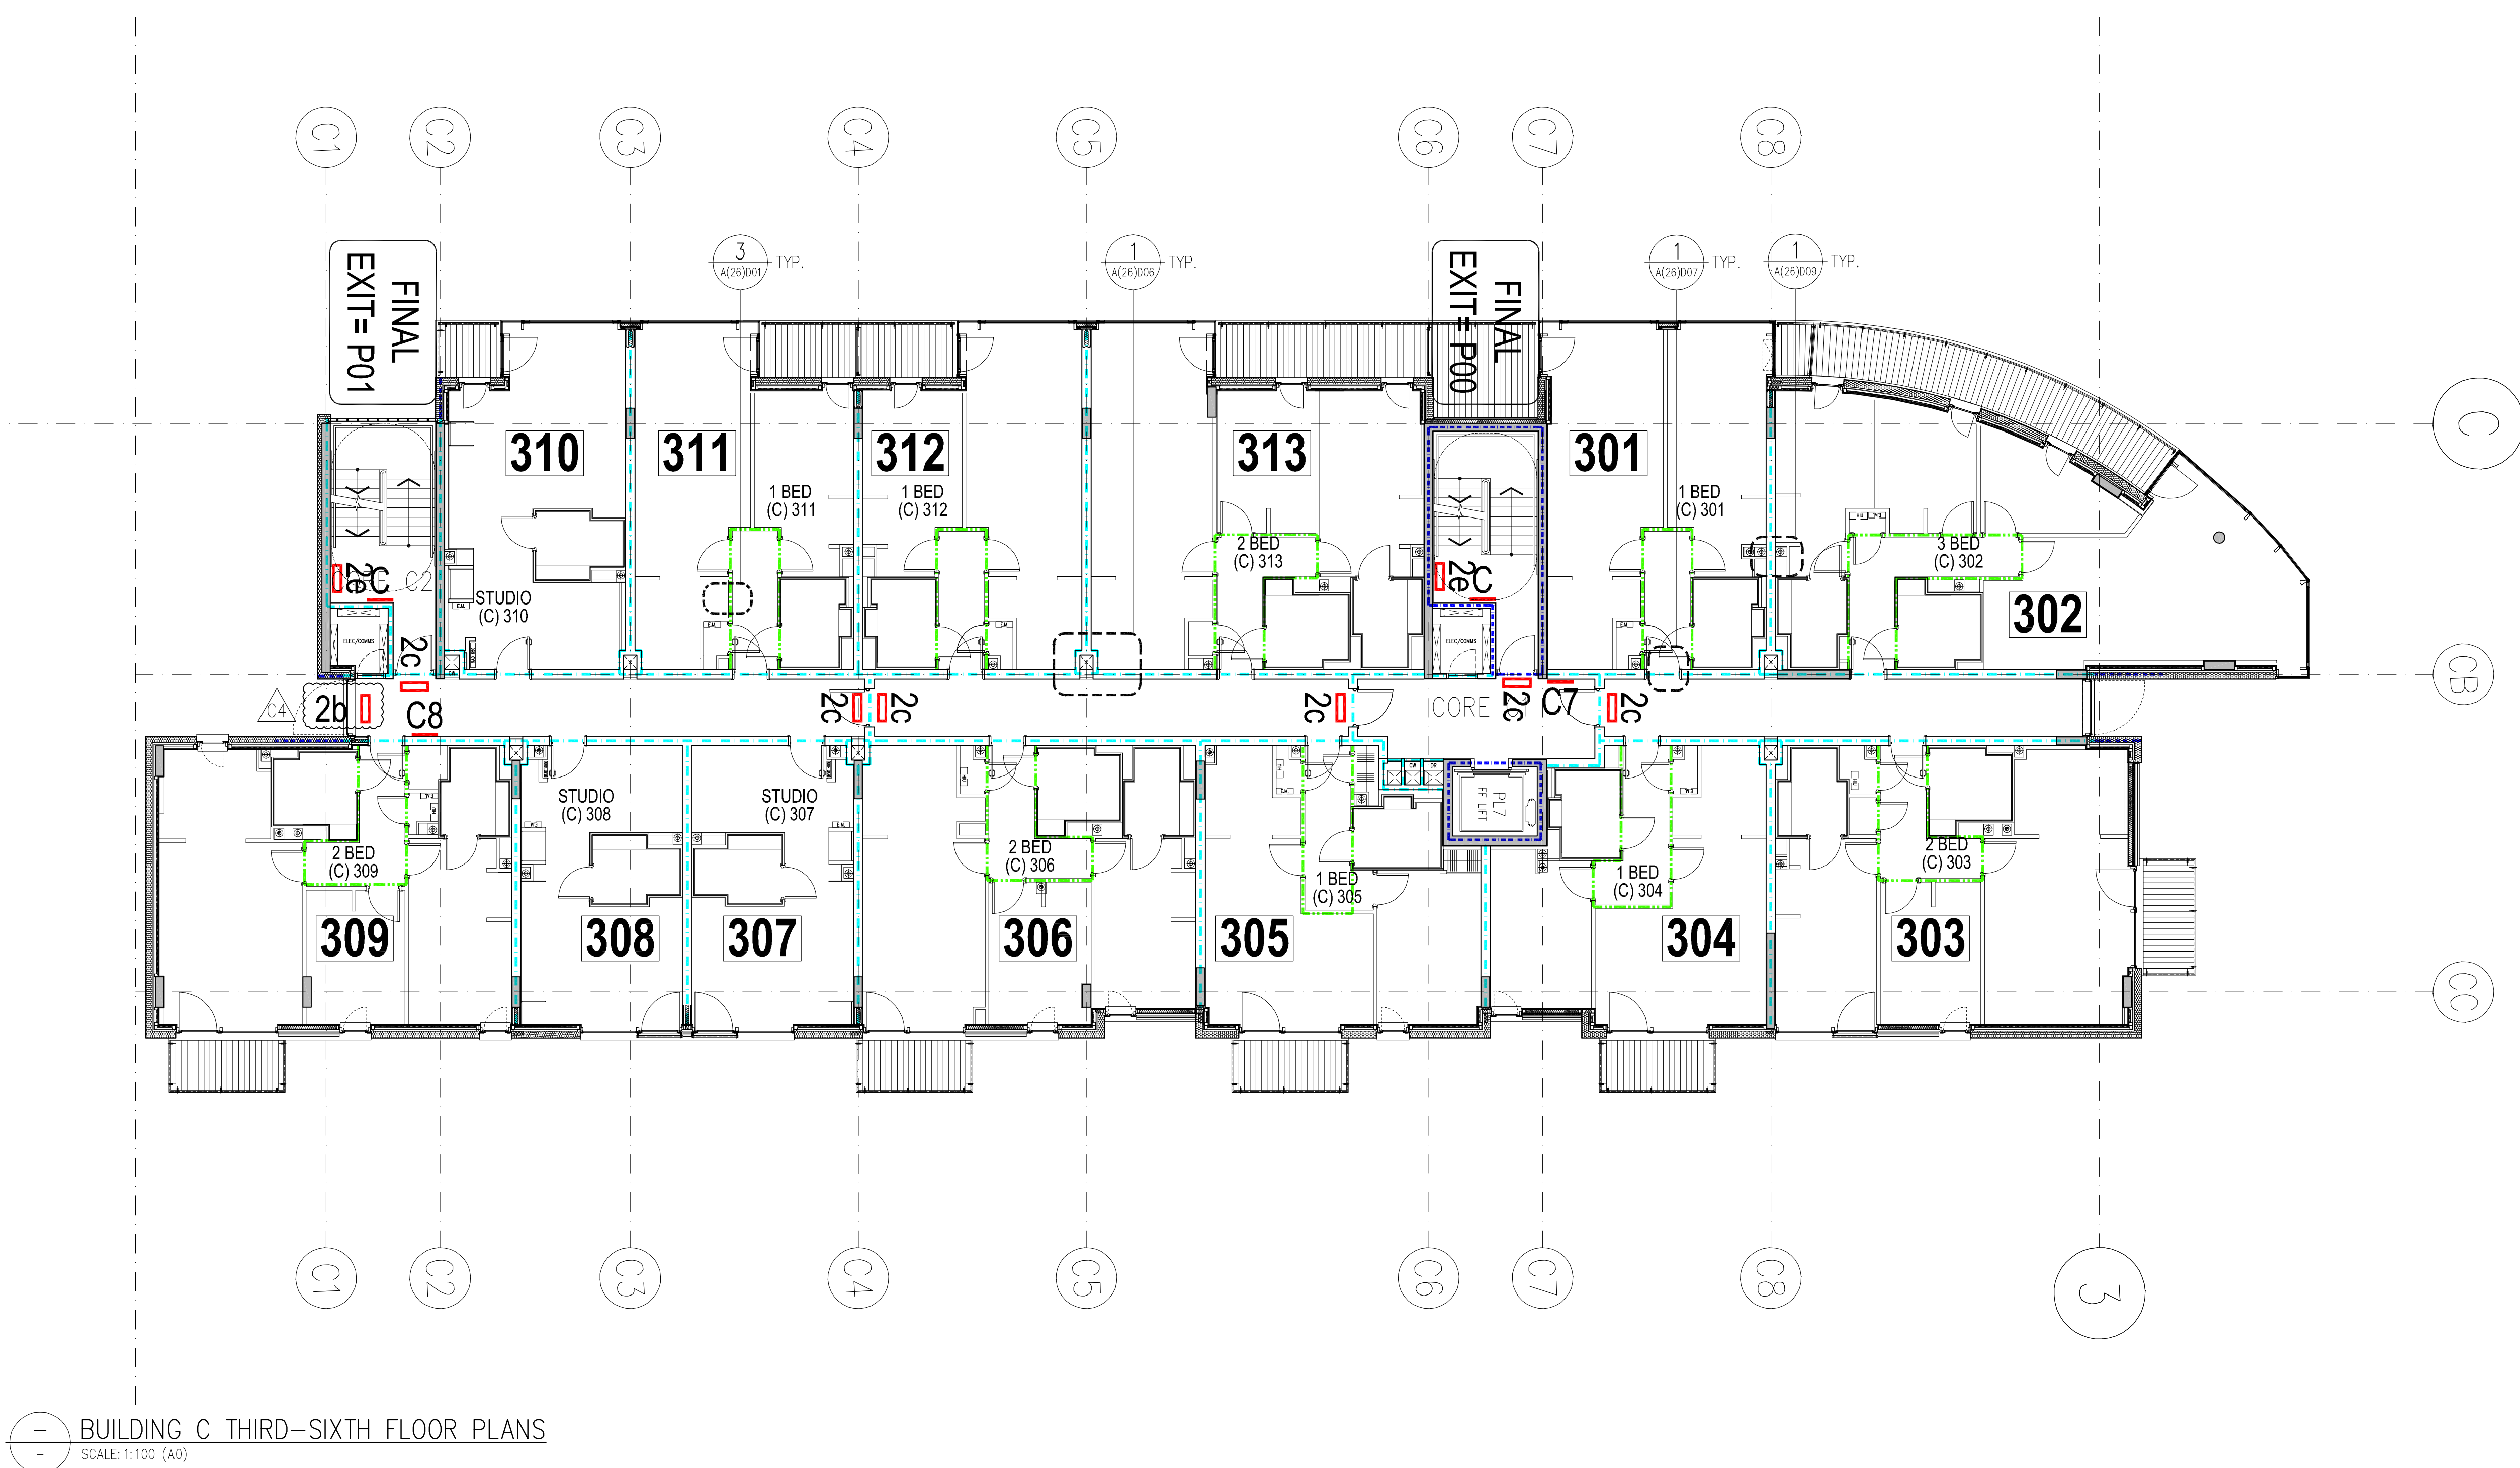 C1
C2
C3
C4
C5
C6
C7
C8
3
A(26)D01
TYP.
1
A(26)D06
TYP.
1
A(26)D07
TYP.
1
A(26)D09
TYP.
FINAL
EXIT= P01
FINAL
EXIT= P00
C
310
311
312
313
301
1 BED
(C) 311
1 BED
(C) 312
1 BED
(C) 301
2 BED
(C) 313
3 BED
(C) 302
STUDIO
(C) 310
302
2e
C
C2
2e
C
ELEC/COMMS
ELEC/COMMS
CB
2c
C4
2b
C8
2c
2c
2c
CORE
2c
C7
2c
CW
CW
DR
PL7
FF LIFT
STUDIO
(C) 308
STUDIO
(C) 307
2 BED
(C) 309
2 BED
(C) 306
1 BED
(C) 305
1 BED
(C) 304
2 BED
(C) 303
309
308
307
306
305
304
303
CC
C1
C2
C3
C4
C5
C6
C7
C8
3
BUILDING C THIRD–SIXTH FLOOR PLANS
SCALE: 1:100 (A0)